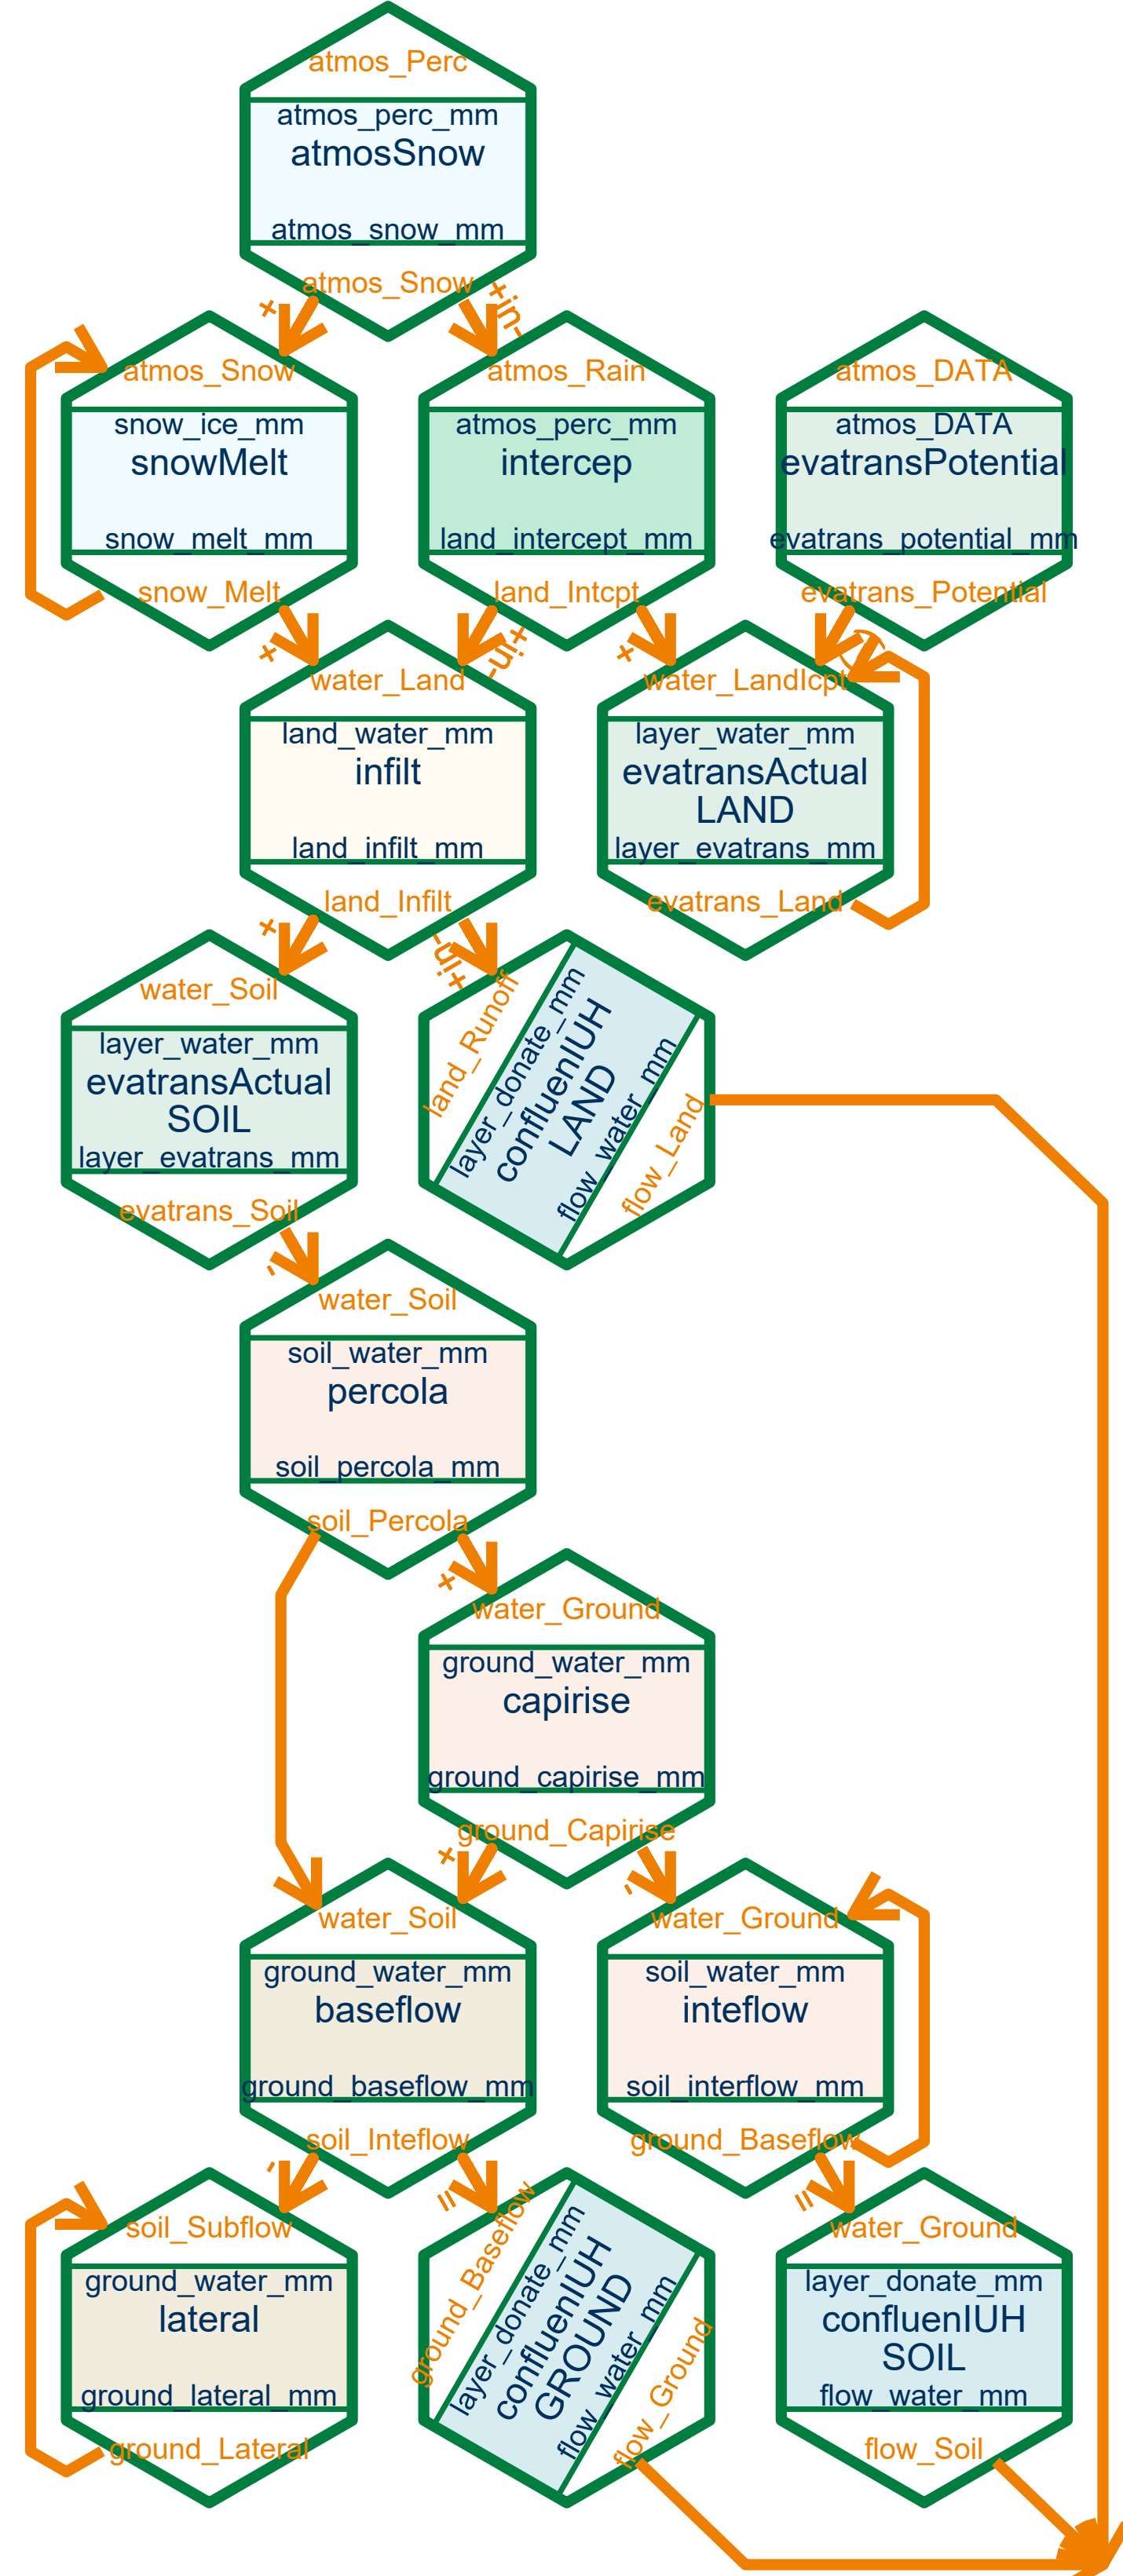 atmos_Perc
atmos_perc_mm
atmosSnow
atmos_snow_mm
atmos_Snow
+
+in-
atmos_Snow
snow_ice_mm
snowMelt
snow_melt_mm
snow_Melt
atmos_Rain
atmos_perc_mm
intercep
land_intercept_mm
land_Intcpt
atmos_DATA
atmos_DATA
evatransPotential
evatrans_potential_mm
evatrans_Potential
+
+in-
+
water_Land
land_water_mm
infilt
land_infilt_mm
land_Infilt
water_LandIcpt
layer_water_mm
evatransActual
LAND
layer_evatrans_mm
evatrans_Land
+
+in-
water_Soil
layer_water_mm
evatransActual
SOIL
layer_evatrans_mm
evatrans_Soil
land_Runoff
layer_donate_mm
confluenIUH
LAND
flow_water_mm
flow_Land
-
water_Soil
soil_water_mm
percola
soil_percola_mm
soil_Percola
+
water_Ground
ground_water_mm
capirise
ground_capirise_mm
ground_Capirise
+
-
water_Soil
ground_water_mm
baseflow
ground_baseflow_mm
soil_Inteflow
water_Ground
soil_water_mm
inteflow
soil_interflow_mm
ground_Baseflow
-
=
=
soil_Subflow
ground_water_mm
lateral
ground_lateral_mm
ground_Lateral
ground_Baseflow
layer_donate_mm
confluenIUH
GROUND
flow_water_mm
flow_Ground
water_Ground
layer_donate_mm
confluenIUH
SOIL
flow_water_mm
flow_Soil